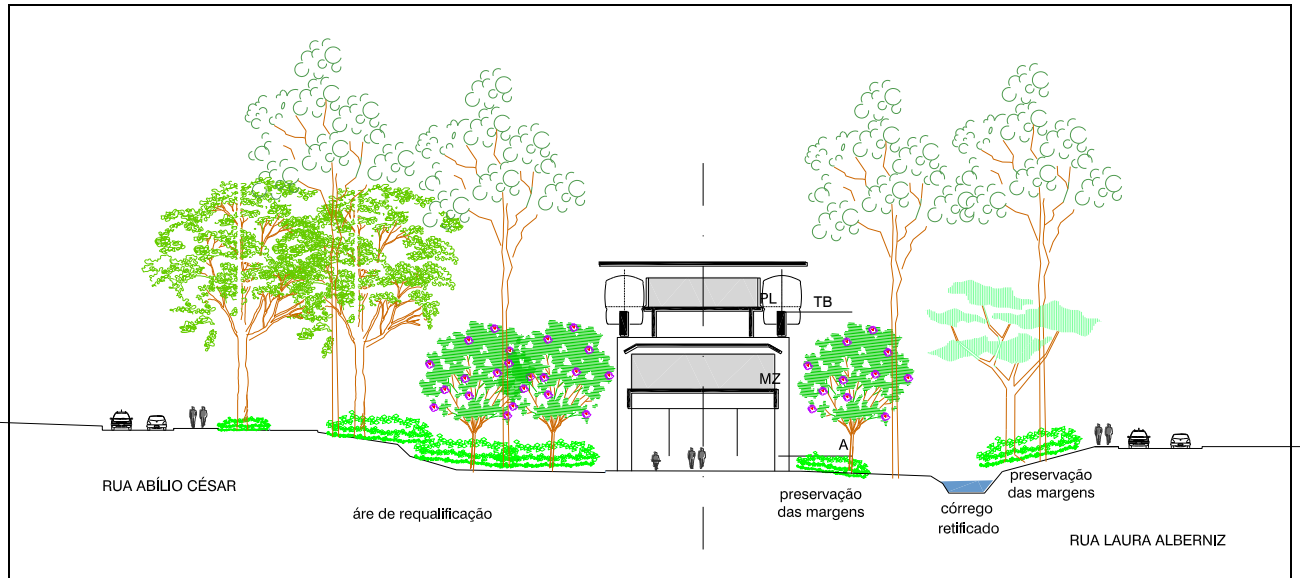 PL
TB
MZ
A
RUA ABÍLIO CÉSAR
áre de requalificação
preservação
das margens
córrego
retificado
preservação
das margens
RUA LAURA ALBERNIZ